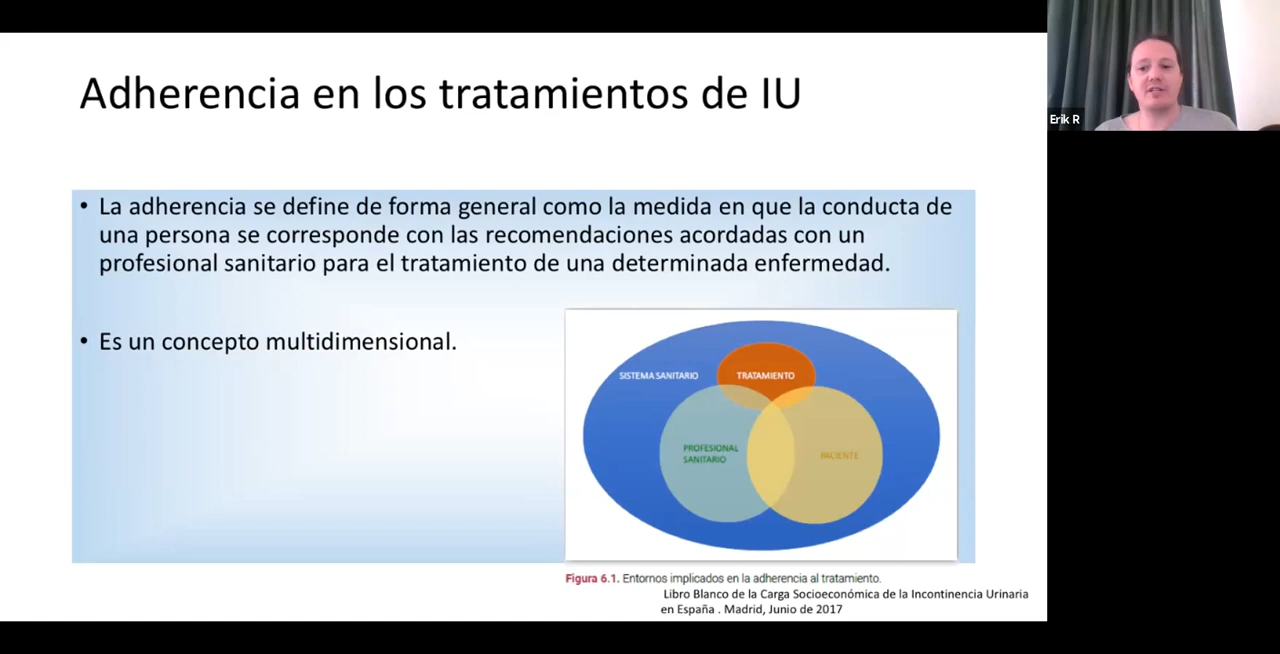 Adherencia en los tratamientos de IU
Erik R
• La adherencia se define de forma general como la medida en que la conducta de
una persona se corresponde con las recomendaciones acordadas con un
profesional sanitario para el tratamiento de una determinada enfermedad.
• Es un concepto multidimensional.
SISTEMA SANITARIO
TRATAMIENTO
PROFESIONAL
SANITARIO
PACIENTE
Figura 6.1. Entornos implicados en la adherencia al tratamiento.
Libro Blanco de la Carga Socioeconómica de la Incontinencia Urinaria
en España . Madrid, Junio de 2017